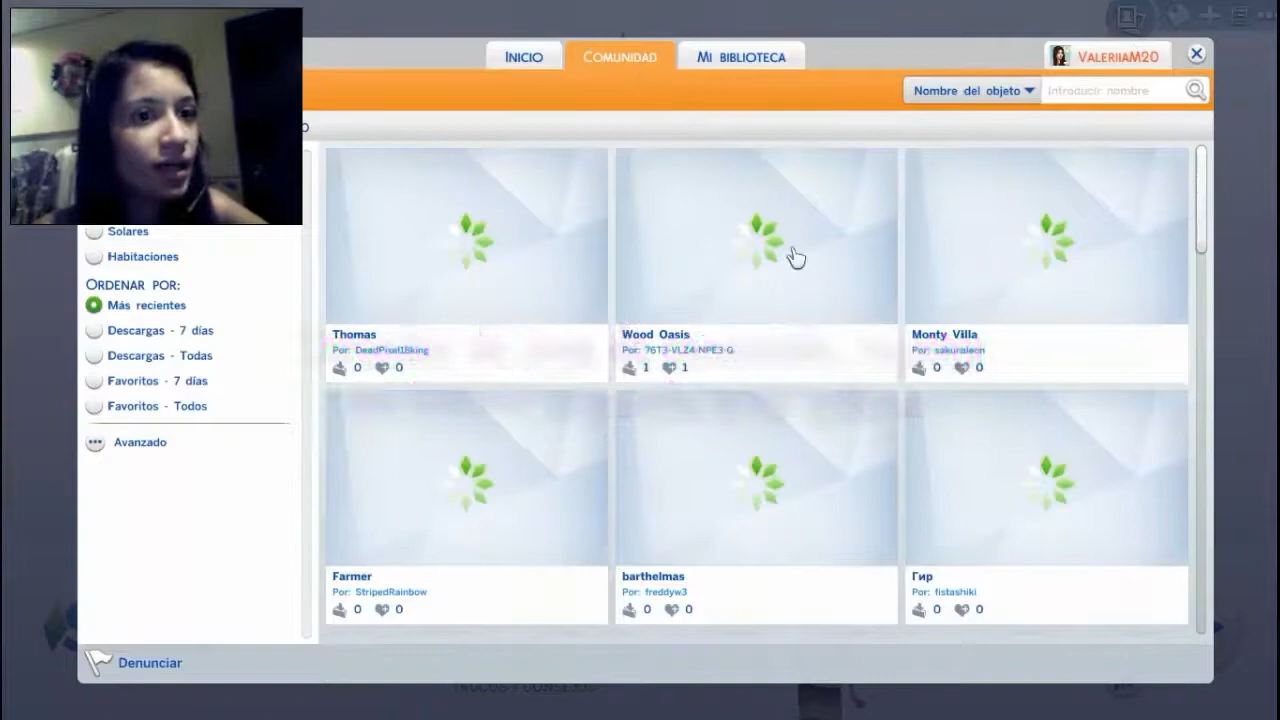 INICIO
COMUNIDAD
MI BIBLIOTECA
VALERIIAM20
Nombre del objeto
Introducir nombre
Solares
Habitaciones
ORDENAR POR:
Más recientes
Descargas - 7 días
Descargas - Todas
Favoritos - 7 días
Favoritos - Todos
Avanzado
Thomas
Por: DeadPixel18king
0 0
Wood Oasis
Por: 76T3-VLZ4-NPE3-G
1 1
Monty Villa
Por: sakuraleon
0 0
Farmer
Por: StripedRainbow
0 0
barthelmas
Por: freddyw3
0 0
Гир
Por: fistashiki
0 0
Denunciar
TRUCOS Y CONSEJOS